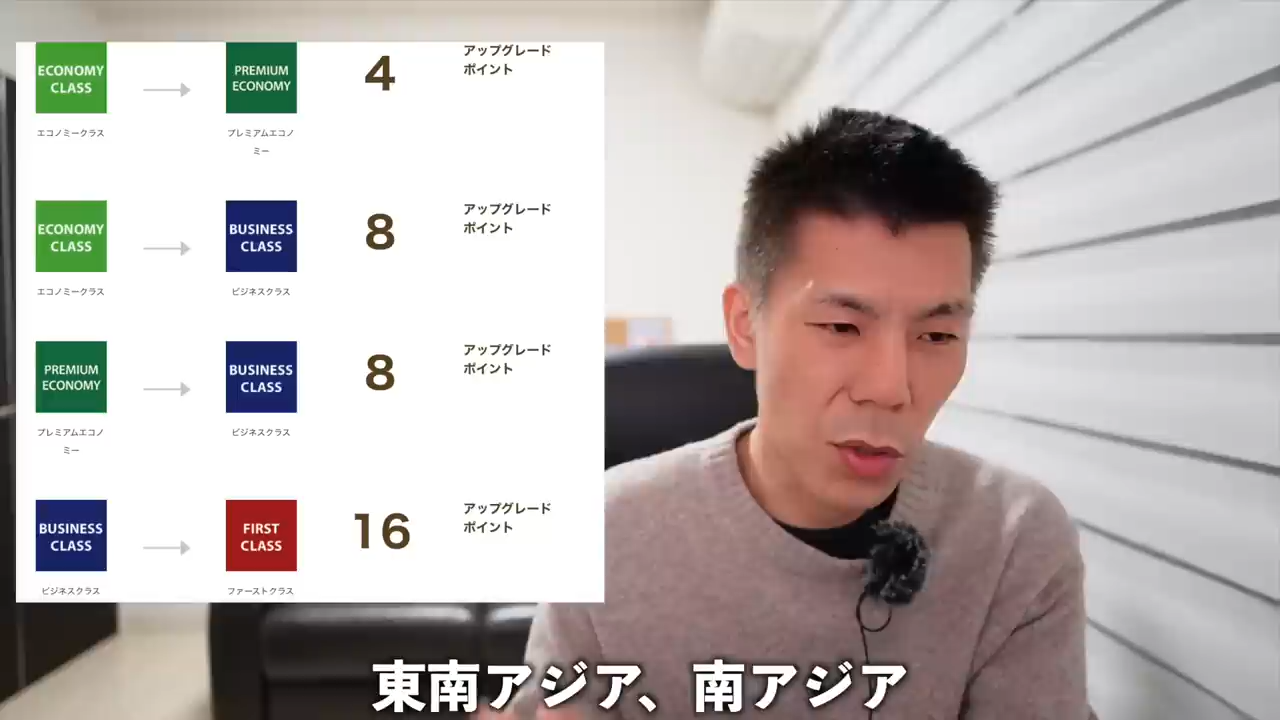 ECONOMY
CLASS
PREMIUM
ECONOMY
4
アップグレード
ポイント
エコノミークラス
プレミアムエコノ
ミー
ECONOMY
CLASS
BUSINESS
CLASS
8
アップグレード
ポイント
エコノミークラス
ビジネスクラス
PREMIUM
ECONOMY
BUSINESS
CLASS
8
アップグレード
ポイント
プレミアムエコノ
ミー
ビジネスクラス
BUSINESS
CLASS
FIRST
CLASS
16
アップグレード
ポイント
ビジネスクラス
ファーストクラス
東南アジア、南アジア